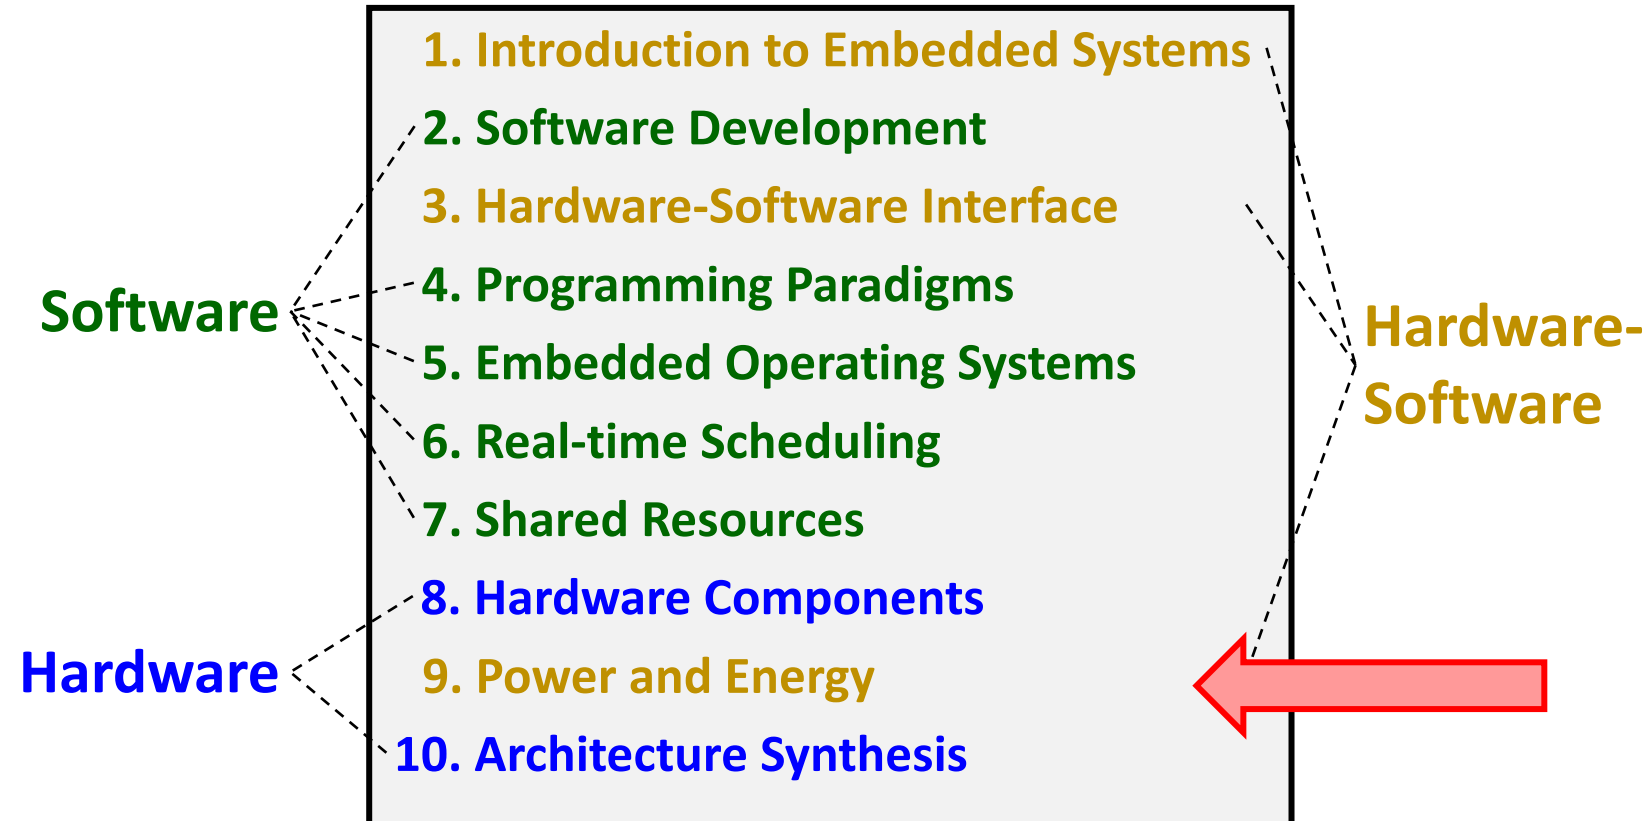 1. Introduction to Embedded Systems
2. Software Development
3. Hardware-Software Interface
4. Programming Paradigms
5. Embedded Operating Systems
6. Real-time Scheduling
7. Shared Resources
8. Hardware Components
9. Power and Energy
10. Architecture Synthesis
Software
Hardware
Hardware-
Software